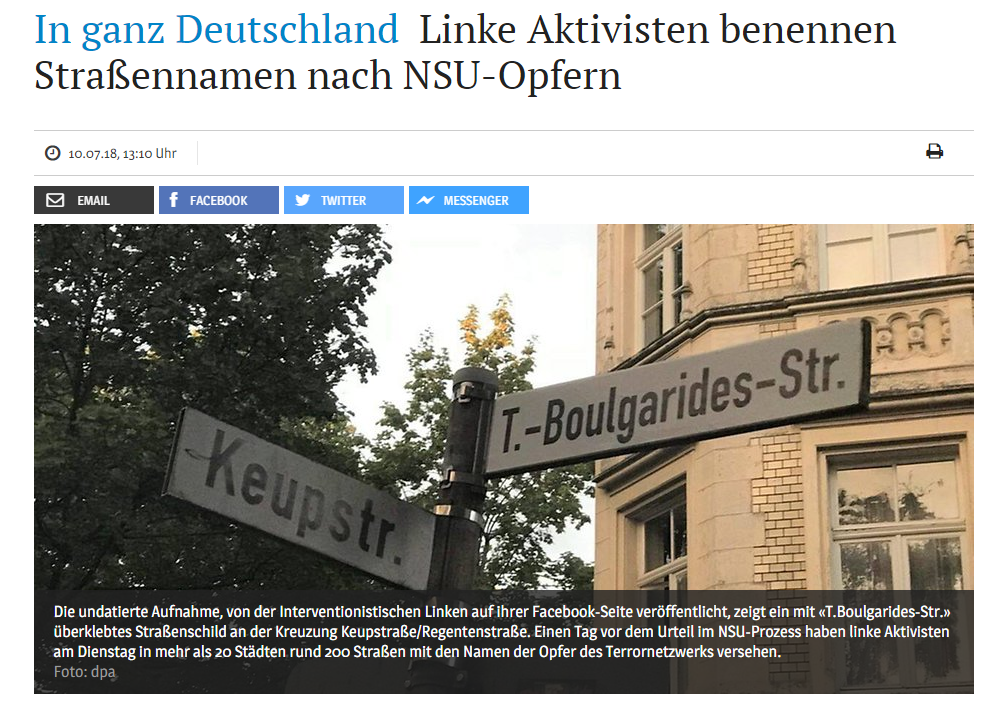 In ganz Deutschland Linke Aktivisten benennen
Straßennamen nach NSU-Opfern
10.07.18, 13:10 Uhr
EMAIL
FACEBOOK
TWITTER
MESSENGER
T.-Boulgarides-Str.
Keupstr.
Die undatierte Aufnahme, von der Interventionistischen Linken auf ihrer Facebook-Seite veröffentlicht, zeigt ein mit «T.Boulgarides-Str.»
überklebtes Straßenschild an der Kreuzung Keupstraße/Regentenstraße. Einen Tag vor dem Urteil im NSU-Prozess haben linke Aktivisten
am Dienstag in mehr als 20 Städten rund 200 Straßen mit den Namen der Opfer des Terrornetzwerks versehen.
Foto: dpa